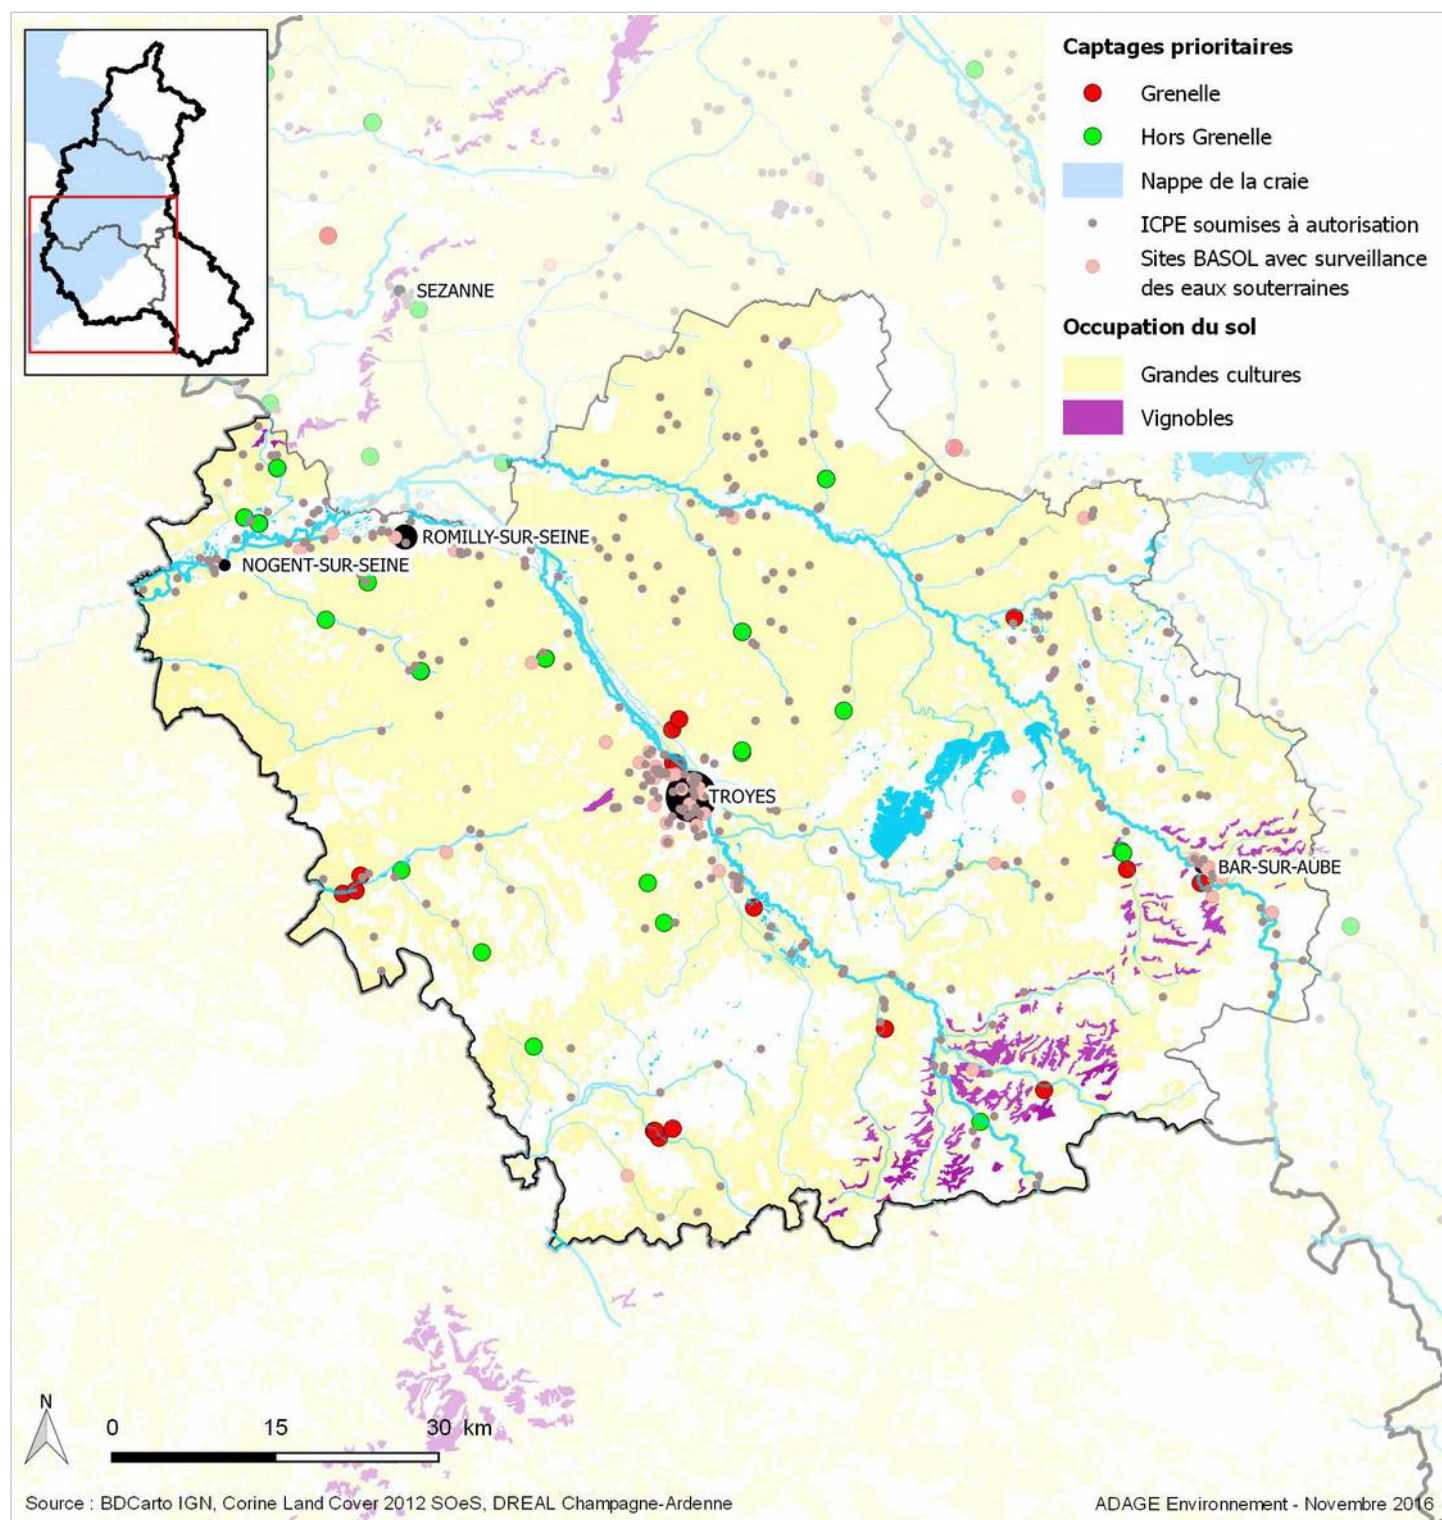 Captages prioritaires
Grenelle
Hors Grenelle
Nappe de la craie
ICPE soumises à autorisation
Sites BASOL avec surveillance
des eaux souterraines
Occupation du sol
Grandes cultures
Vignobles
SEZANNE
ROMILLY-SUR-SEINE
NOGENT-SUR-SEINE
TROYES
BAR-SUR-AUBE
N
0 15 30 km
Source : BDCarto IGN, Corine Land Cover 2012 SOeS, DREAL Champagne-Ardenne
ADAGE Environnement - Novembre 2016